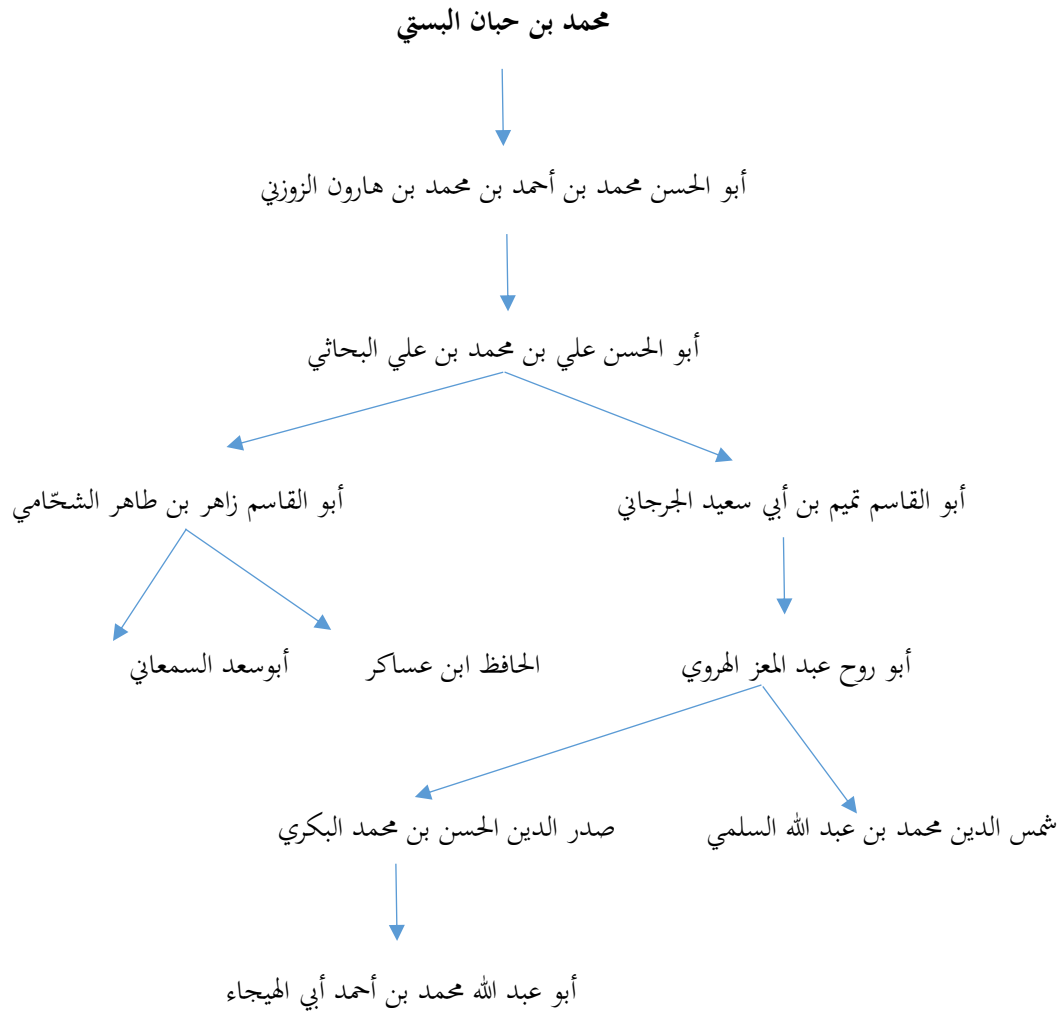 محمد بن حبان البستي
أبو الحسن محمد بن أحمد بن محمد بن هارون الزوزني
أبو الحسن علي بن محمد بن علي البحاثي
أبو القاسم تميم بن أبي سعيد الجرجاني
أبو القاسم زاهر بن طاهر الشحّامي
أبو روح عبد المعز الهروي
الحافظ ابن عساكر
أبوسعد السمعاني
شمس الدين محمد بن عبد الله السلمي
صدر الدين الحسن بن محمد البكري
أبو عبد الله محمد بن أحمد أبي الهيجاء